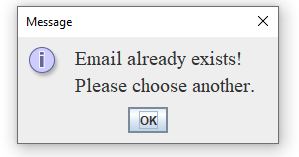 Message
Email already exists!
Please choose another.
OK